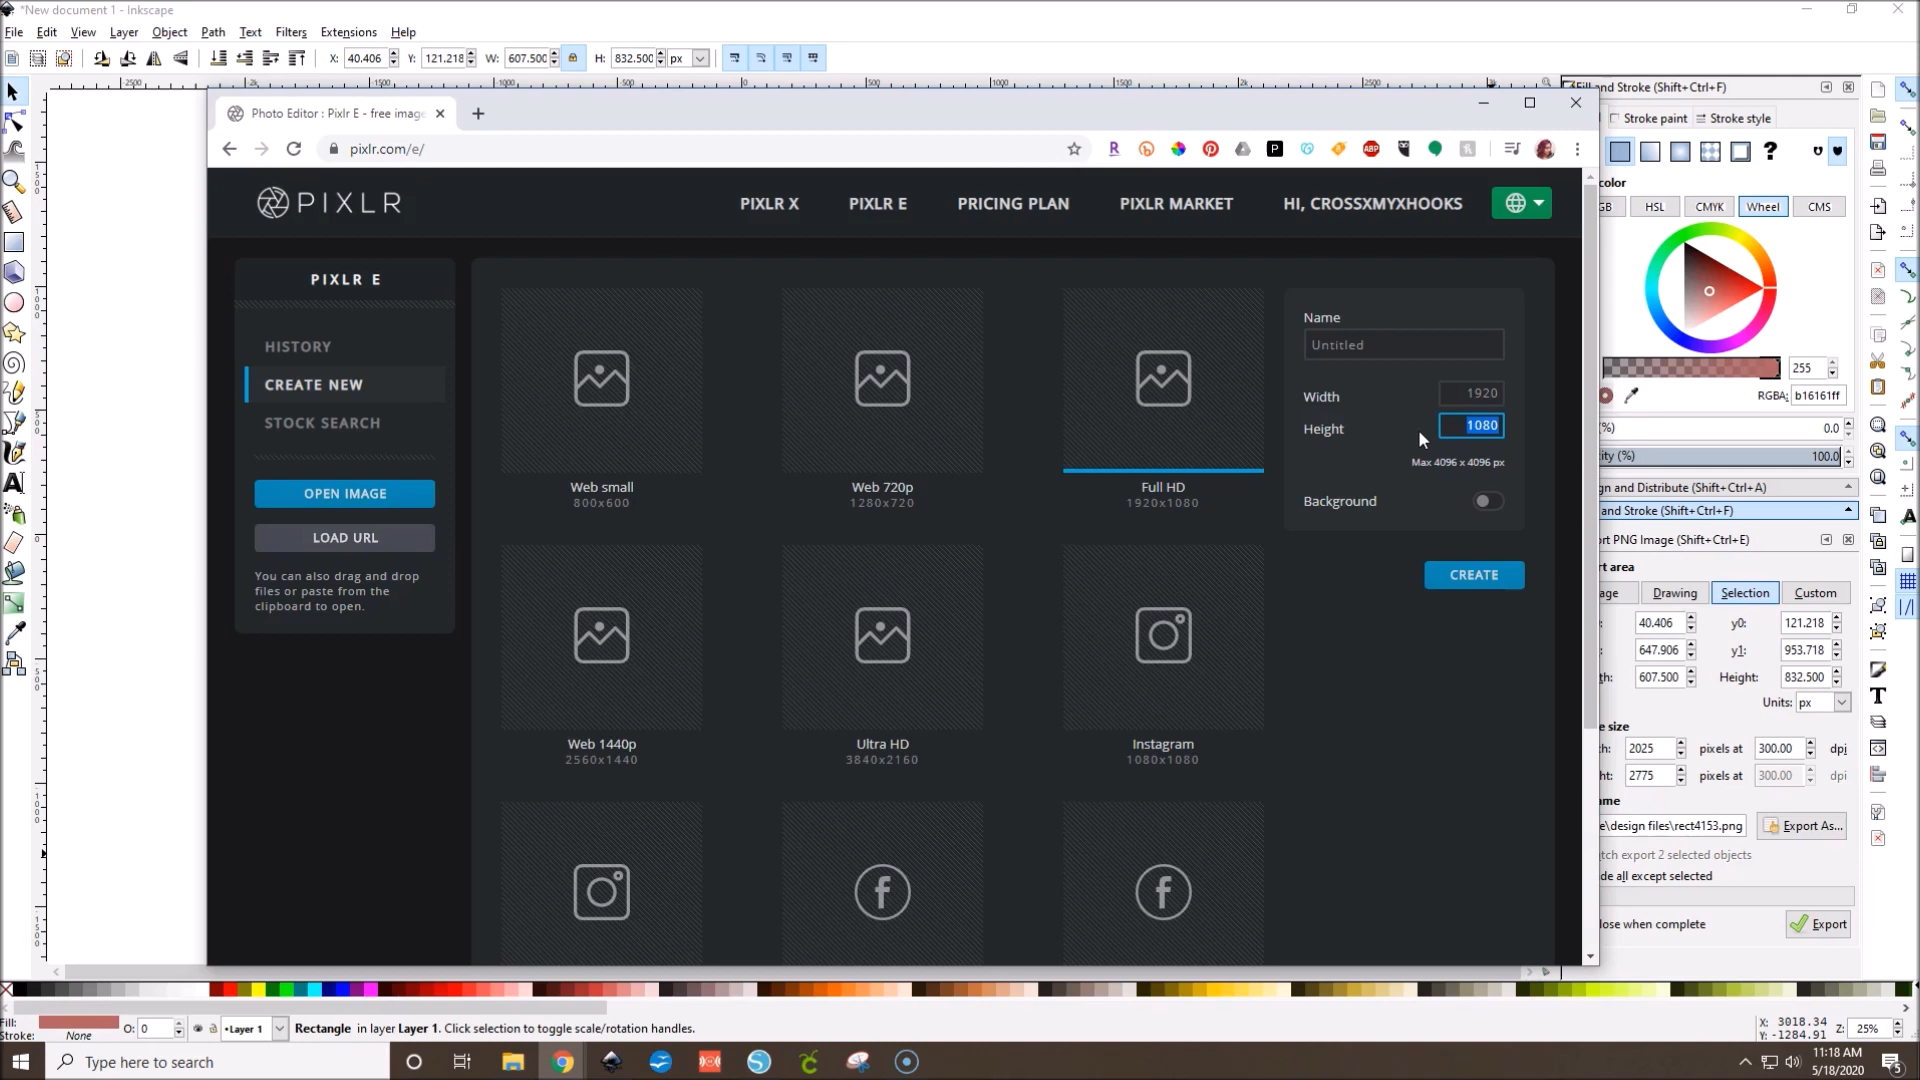 *New document 1 - Inkscape
File Edit View Layer Object Path Text Filters Extensions Help
X: 40.406 Y: 121.218 W: 607.500 H: 832.500 px
Photo Editor : Pixlr E - free image
pixlr.com/e/
PIXLR
PIXLR X PIXLR E PRICING PLAN PIXLR MARKET HI, CROSSXMYXHOOKS
PIXLR E
HISTORY
CREATE NEW
STOCK SEARCH
OPEN IMAGE
LOAD URL
You can also drag and drop
files or paste from the
clipboard to open.
Web small
800x600
Web 720p
1280x720
Full HD
1920x1080
Web 1440p
2560x1440
Ultra HD
3840x2160
Instagram
1080x1080
Name
Untitled
Width 1920
Height 1080
Max 4096 x 4096 px
Background
CREATE
Fill and Stroke (Shift+Ctrl+F)
Stroke paint Stroke style
color
GB HSL CMYK Wheel CMS
255
RGBA: b16161ff
(%) 0.0
city (%) 100.0
gn and Distribute (Shift+Ctrl+A)
and Stroke (Shift+Ctrl+F)
ort PNG Image (Shift+Ctrl+E)
rt area
age Drawing Selection Custom
40.406 y0: 121.218
647.906 y1: 953.718
th: 607.500 Height: 832.500
Units: px
e size
th: 2025 pixels at 300.00 dpi
ht: 2775 pixels at 300.00 dpi
ame
e\design files\rect4153.png Export As...
tch export 2 selected objects
de all except selected
lose when complete Export
Fill:
Stroke: None
O: 0
•Layer 1
Rectangle in layer Layer 1. Click selection to toggle scale/rotation handles.
X: 3018.34
Y: -1284.91
Z: 25%
Type here to search
11:18 AM
5/18/2020
5